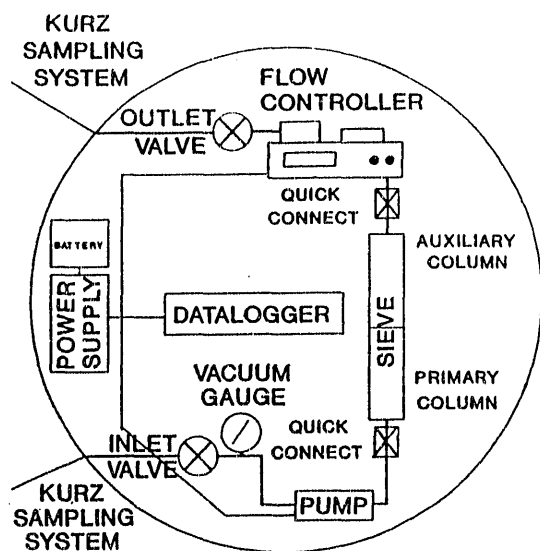 KURZ
SAMPLING
SYSTEM
FLOW
CONTROLLER
OUTLET
VALVE
QUICK
CONNECT
BATTERY
POWER
SUPPLY
AUXILIARY
COLUMN
DATALOGGER
SIEVE
VACUUM
GAUGE
PRIMARY
COLUMN
QUICK
CONNECT
INLET
VALVE
PUMP
KURZ
SAMPLING
SYSTEM